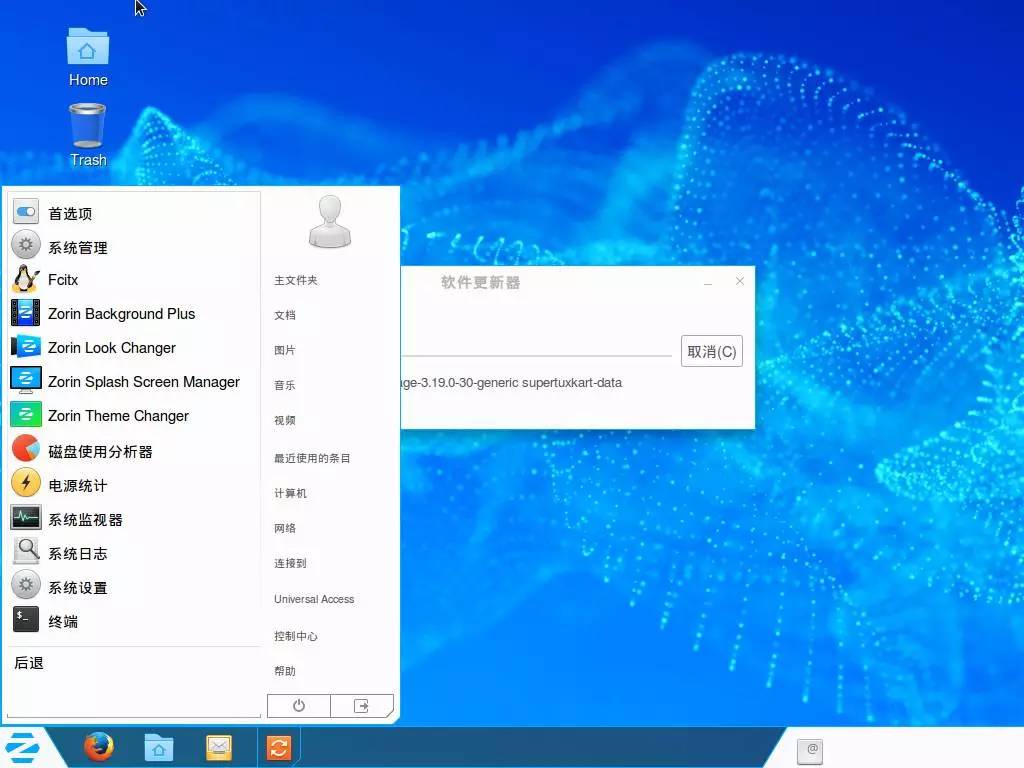 Home
Trash
首选项
系统管理
Fcitx
Zorin Background Plus
Zorin Look Changer
Zorin Splash Screen Manager
Zorin Theme Changer
磁盘使用分析器
电源统计
系统监视器
系统日志
系统设置
终端
后退
主文件夹
文档
图片
音乐
视频
最近使用的条目
计算机
网络
连接到
Universal Access
控制中心
帮助
软件更新器
取消(C)
age-3.19.0-30-generic supertuxkart-data